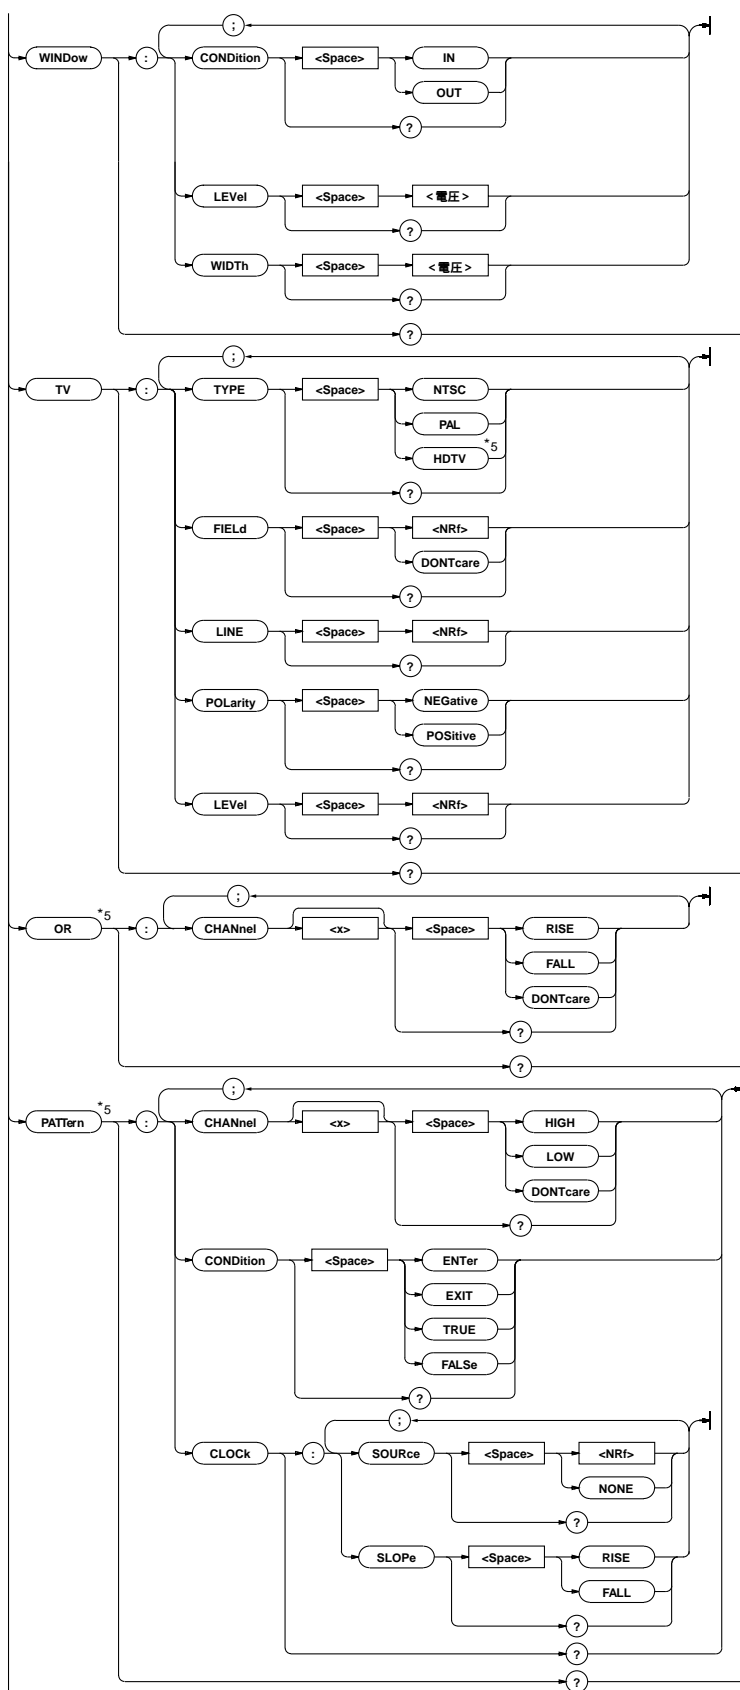 ;
WINDow : CONDition <Space> IN
OUT
?
LEVel <Space> <電圧>
?
WIDTh <Space> <電圧>
?
?
;
TV : TYPE <Space> NTSC
PAL
HDTV *5
?
FIELd <Space> <NRf>
DONTcare
?
LINE <Space> <NRf>
?
POLarity <Space> NEGative
POSitive
?
LEVel <Space> <NRf>
?
?
;
OR *5 : CHANnel <x> <Space> RISE
FALL
DONTcare
?
?
;
PATTern *5 : CHANnel <x> <Space> HIGH
LOW
DONTcare
?
CONDition <Space> ENTer
EXIT
TRUE
FALSe
?
;
CLOCk : SOURce <Space> <NRf>
NONE
?
SLOPe <Space> RISE
FALL
?
?
?